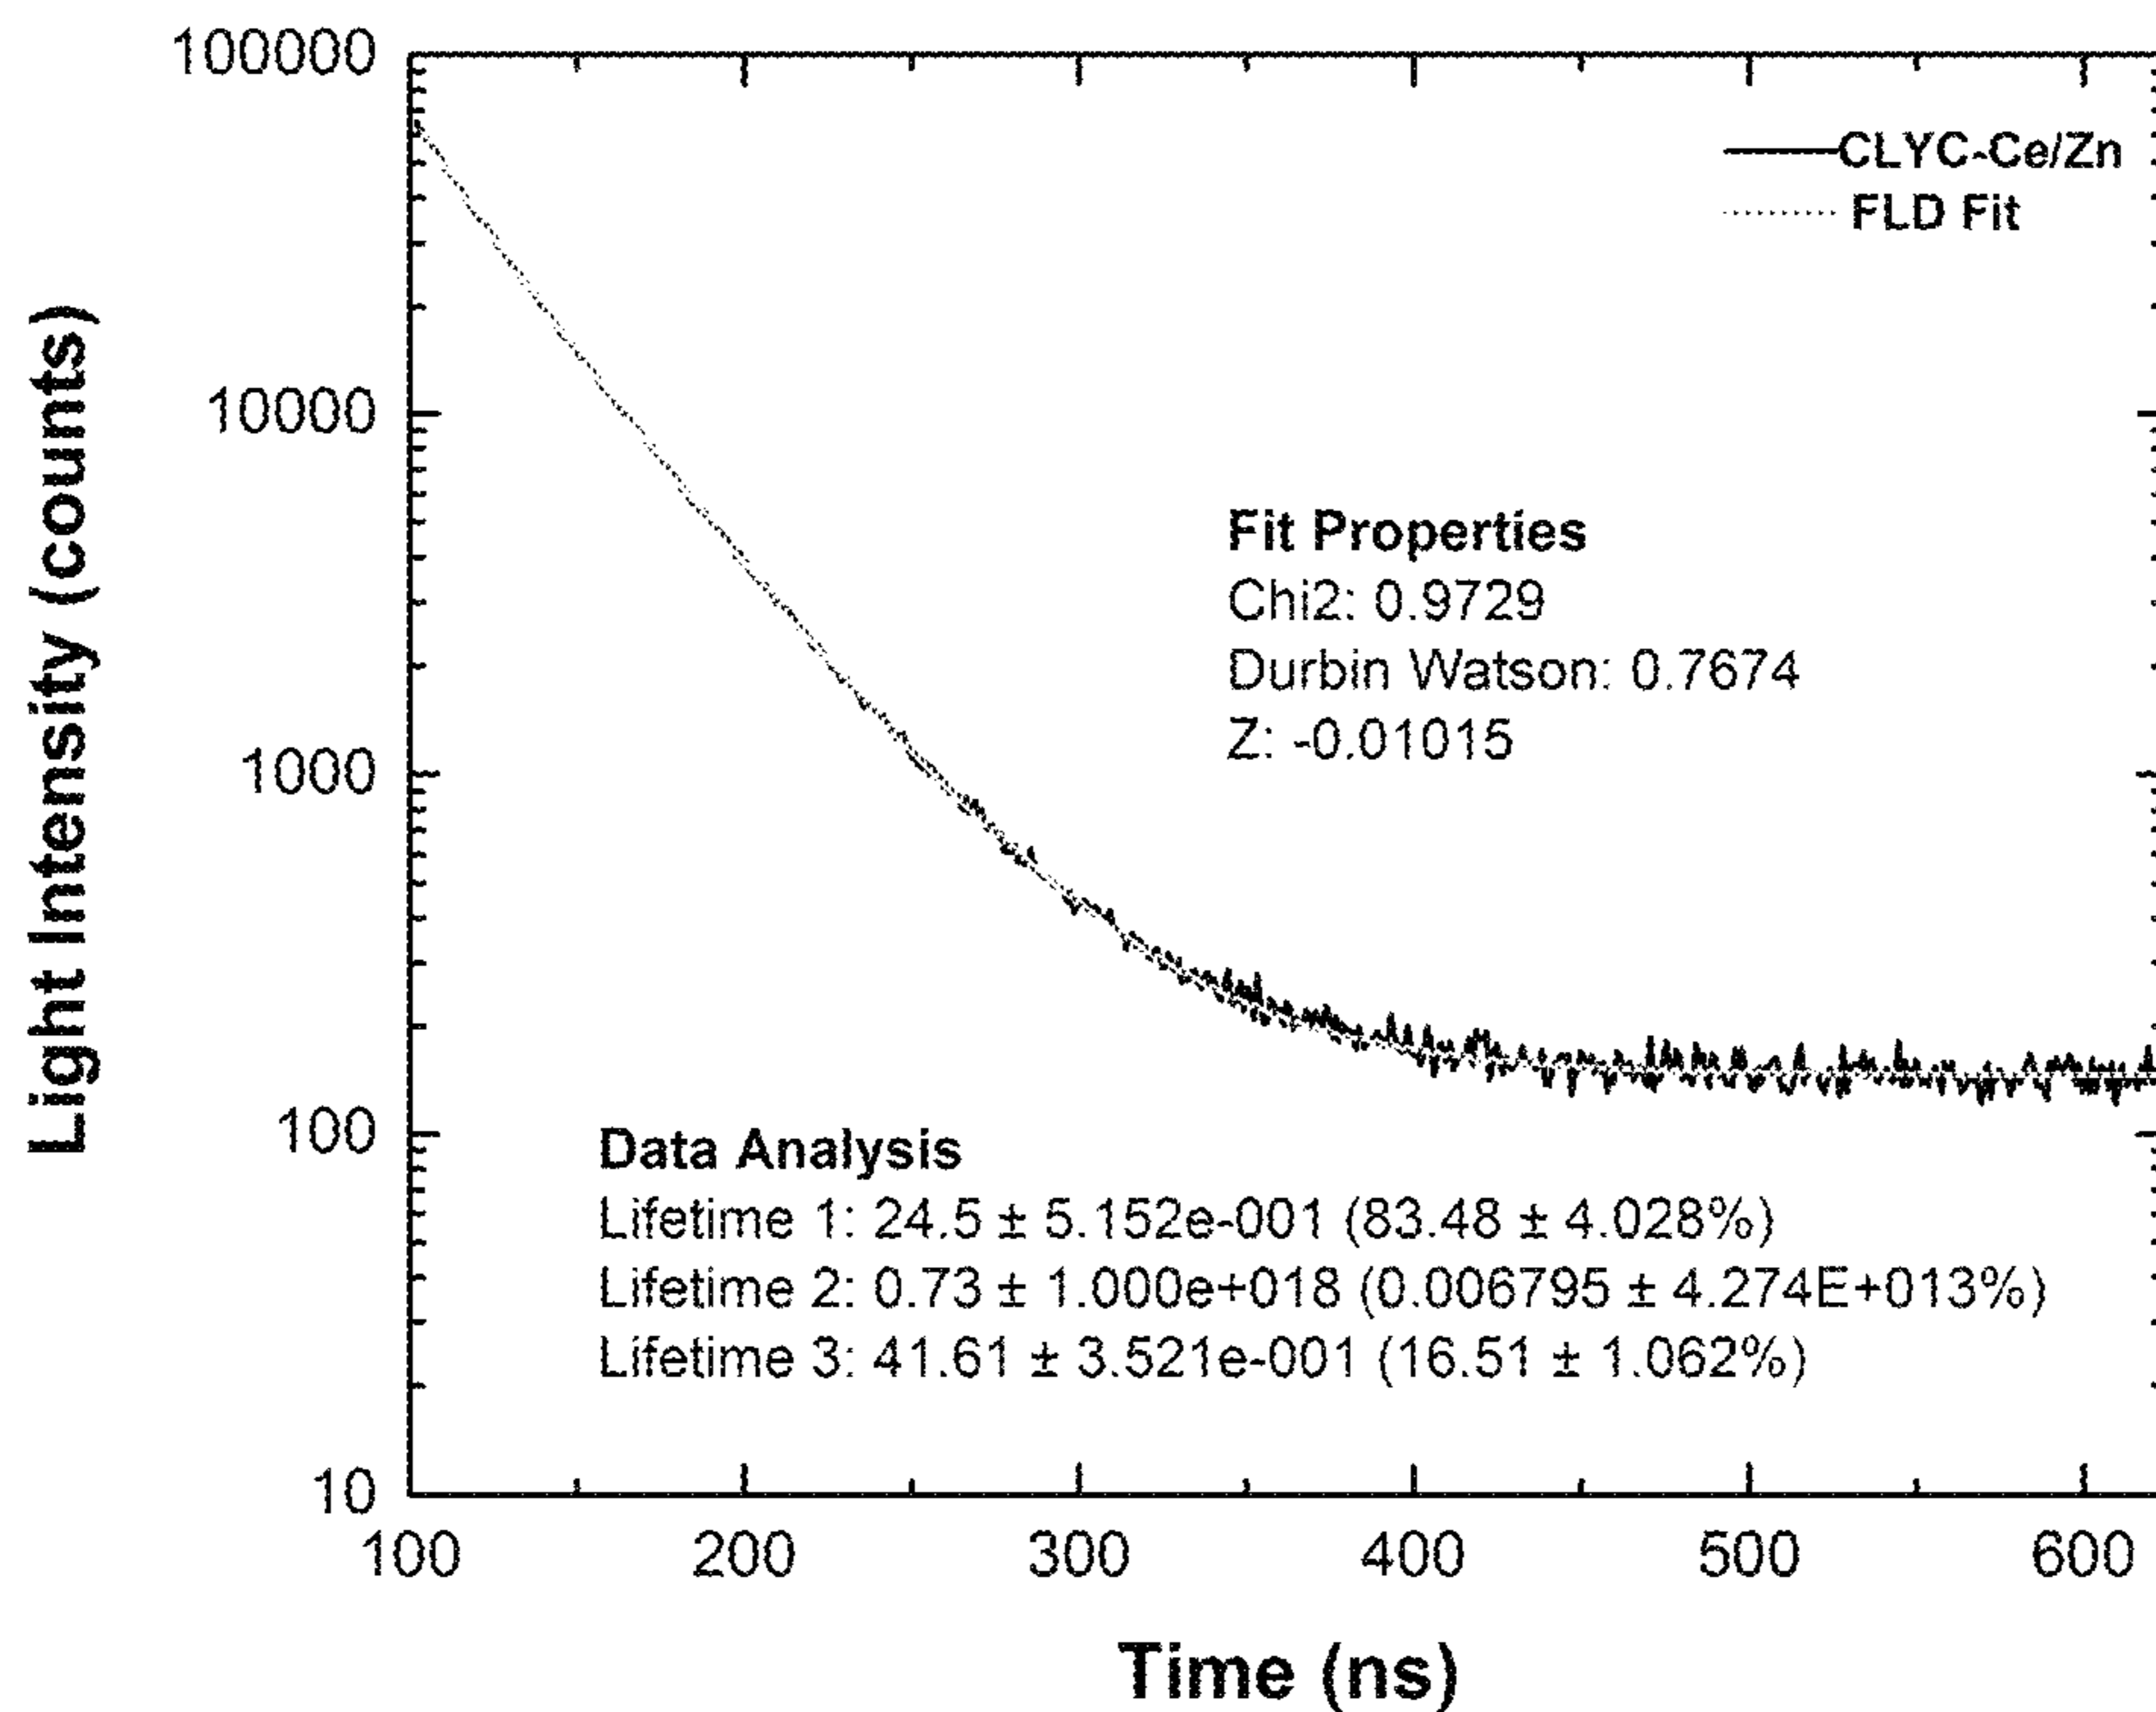 Light Intensity (counts)
100000
10000
1000
100
10
CLYC-Ce/Zn
FLD Fit
Fit Properties
Chi2: 0.9729
Durbin Watson: 0.7674
Z: -0.01015
Data Analysis
Lifetime 1: 24.5 ± 5.152e-001 (83.48 ± 4.028%)
Lifetime 2: 0.73 ± 1.000e+018 (0.006795 ± 4.274E+013%)
Lifetime 3: 41.61 ± 3.521e-001 (16.51 ± 1.062%)
100 200 300 400 500 600
Time (ns)